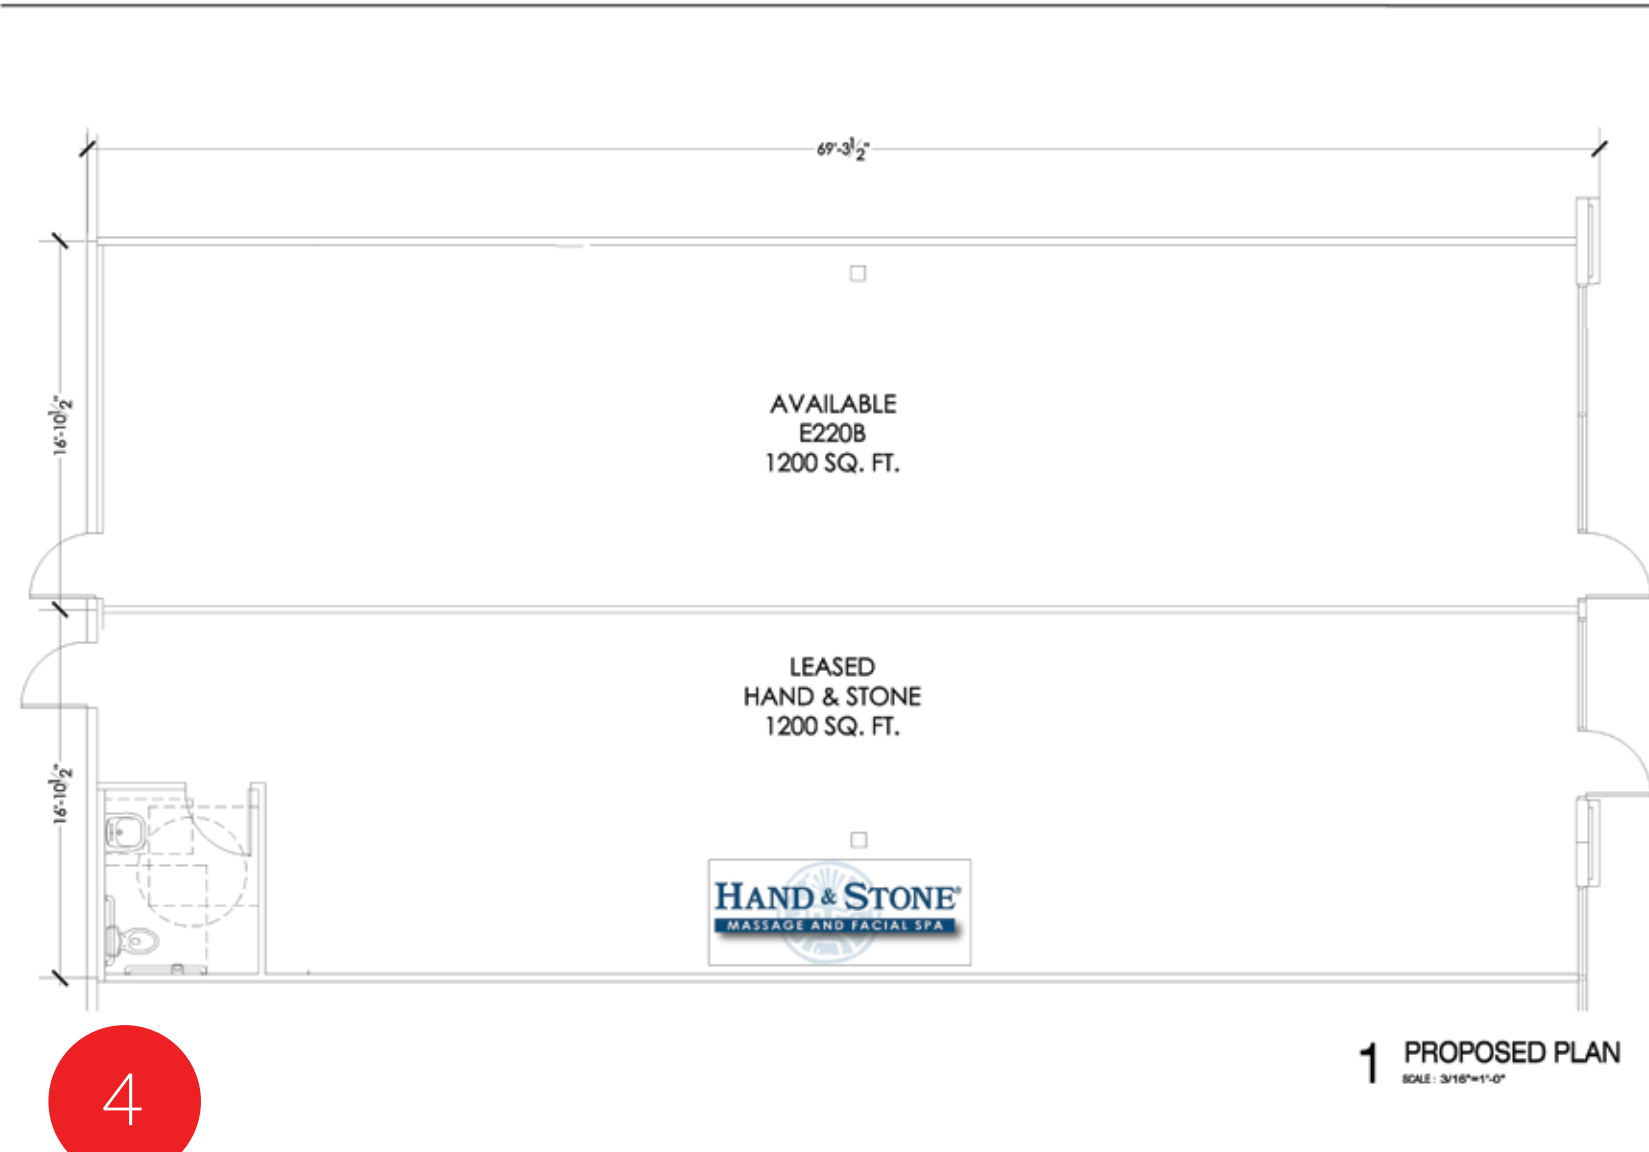 69'-3½"
16'-10½"
AVAILABLE
E220B
1200 SQ. FT.
LEASED
HAND & STONE
1200 SQ. FT.
16'-10½"
HAND & STONE®
MASSAGE AND FACIAL SPA
1 PROPOSED PLAN
SCALE : 3/16"=1'-0"
4